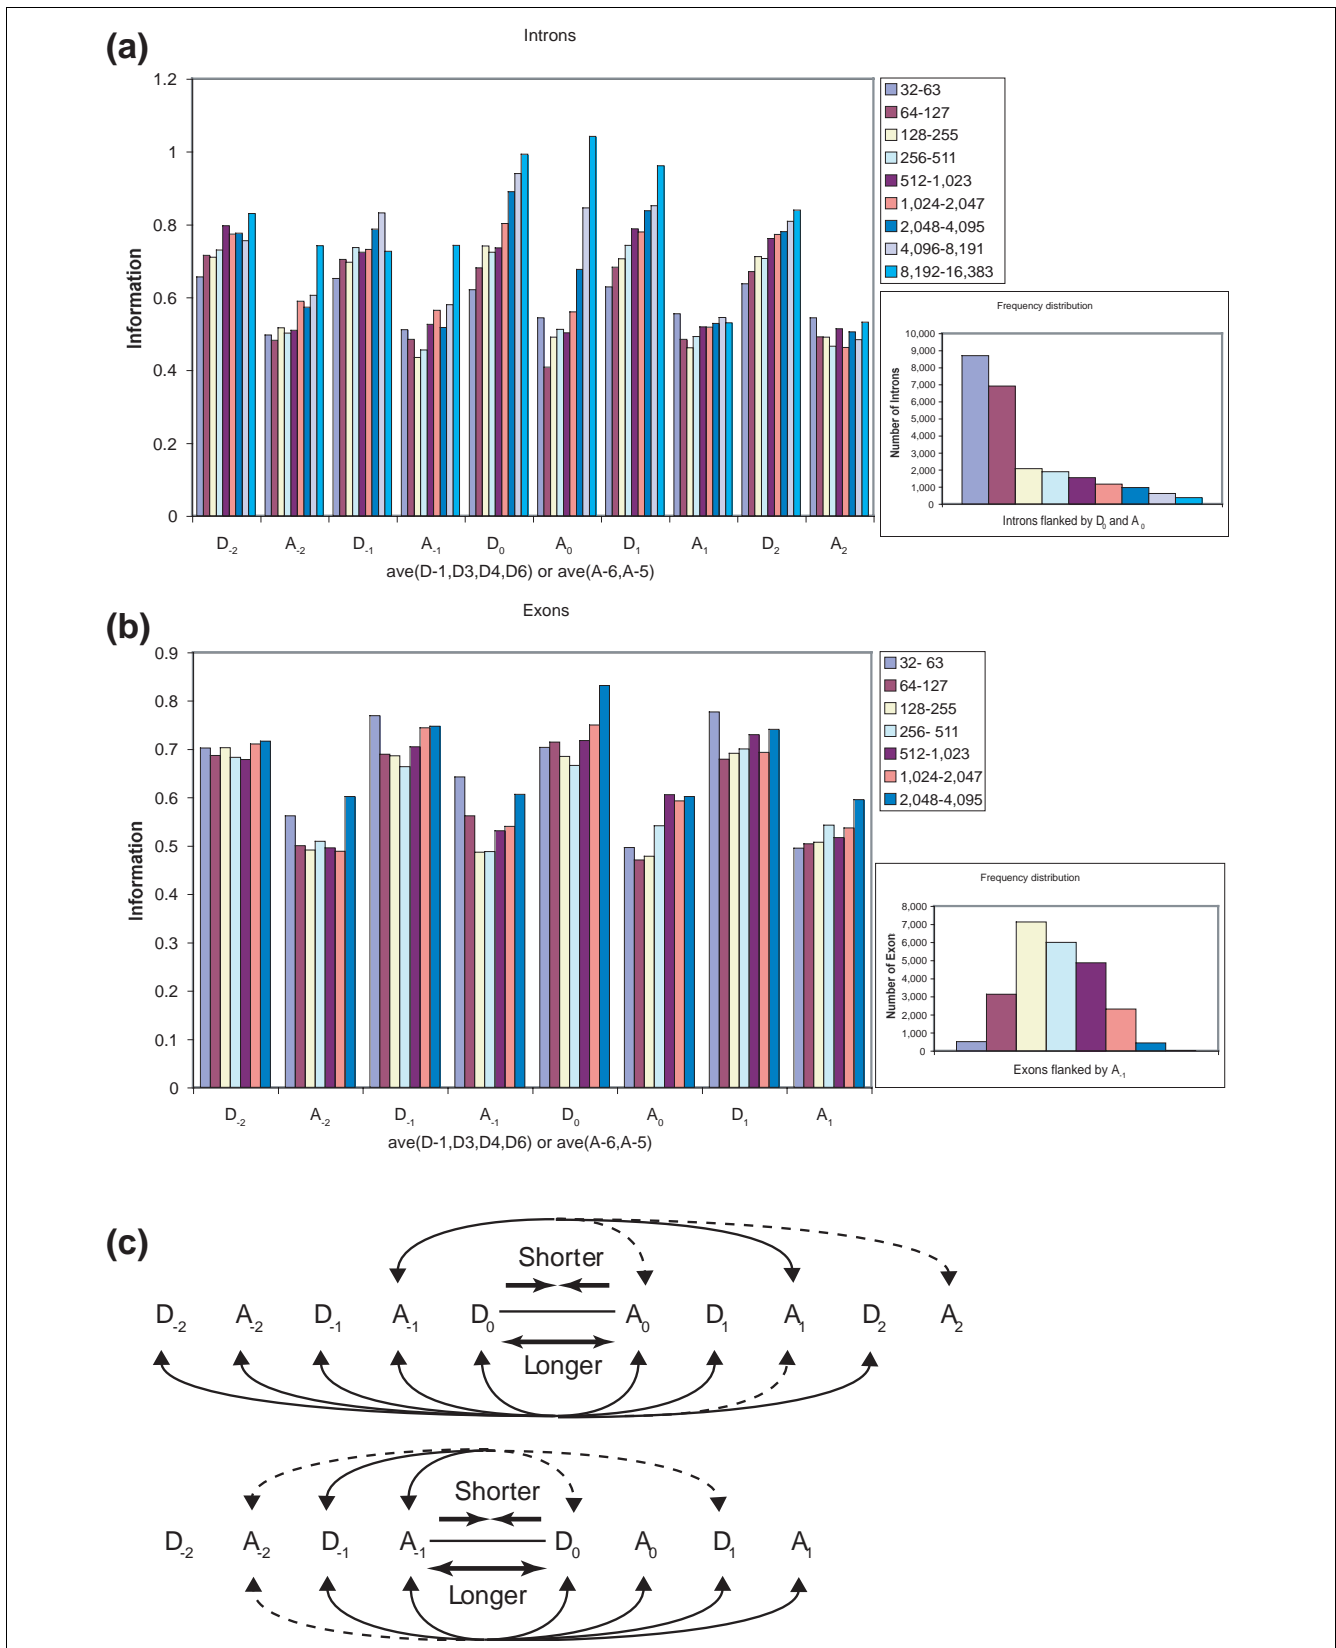 (a)
Introns
1.2
1
0.8
0.6
0.4
0.2
0
Information
D-2 A-2 D-1 A-1 D0 A0 D1 A1 D2 A2
ave(D-1,D3,D4,D6) or ave(A-6,A-5)
32-63
64-127
128-255
256-511
512-1,023
1,024-2,047
2,048-4,095
4,096-8,191
8,192-16,383
Frequency distribution
10,000
9,000
8,000
7,000
6,000
5,000
4,000
3,000
2,000
1,000
0
Number of Introns
Introns flanked by D0 and A0
(b)
Exons
0.9
0.8
0.7
0.6
0.5
0.4
0.3
0.2
0.1
0
Information
D-2 A-2 D-1 A-1 D0 A0 D1 A1
ave(D-1,D3,D4,D6) or ave(A-6,A-5)
32- 63
64-127
128-255
256- 511
512-1,023
1,024-2,047
2,048-4,095
Frequency distribution
8,000
7,000
6,000
5,000
4,000
3,000
2,000
1,000
0
Number of Exon
Exons flanked by A-1
(c)
Shorter
D-2 A-2 D-1 A-1 D0 A0 D1 A1 D2 A2
Longer
Shorter
D-2 A-2 D-1 A-1 D0 A0 D1 A1
Longer